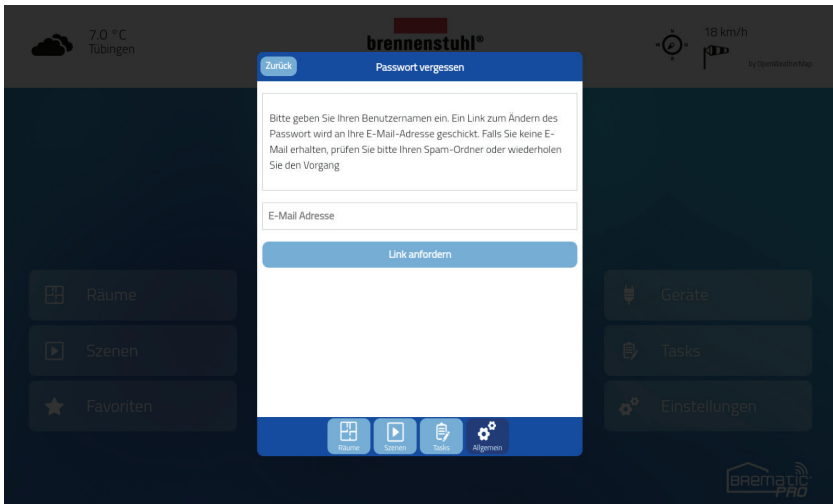 7.0 °C
Tübingen
brennenstuhl®
18 km/h
by OpenWeatherMap
Zurück
Passwort vergessen
Bitte geben Sie Ihren Benutzernamen ein. Ein Link zum Ändern des
Passwort wird an Ihre E-Mail-Adresse geschickt. Falls Sie keine E-
Mail erhalten, prüfen Sie bitte Ihren Spam-Ordner oder wiederholen
Sie den Vorgang
E-Mail Adresse
Link anfordern
Räume
Szenen
Favoriten
Geräte
Tasks
Einstellungen
Räume
Szenen
Tasks
Allgemein
BREMATIC
PRO